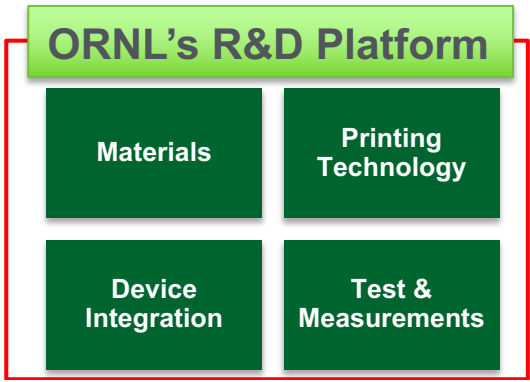 ORNL’s R&D Platform
Materials
Printing
Technology
Device
Integration
Test &
Measurements